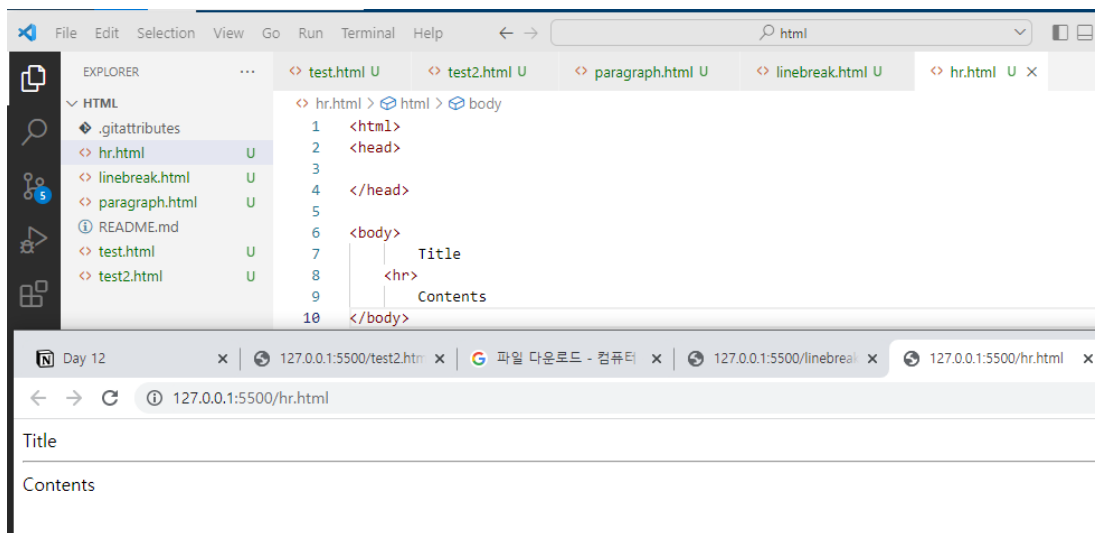 File Edit Selection View Go Run Terminal Help ← → html
EXPLORER ... <> test.html U <> test2.html U <> paragraph.html U <> linebreak.html U <> hr.html U ×
HTML
.gitattributes
<> hr.html U
<> linebreak.html U
<> paragraph.html U
README.md
<> test.html U
<> test2.html U
5
<> hr.html > html > body
1 <html>
2 <head>
3
4 </head>
5
6 <body>
7 Title
8 <hr>
9 Contents
10 </body>
Day 12 × 127.0.0.1:5500/test2.htm × 파일 다운로드 - 컴퓨터 × 127.0.0.1:5500/linebreak × 127.0.0.1:5500/hr.html ×
127.0.0.1:5500/hr.html
Title
Contents